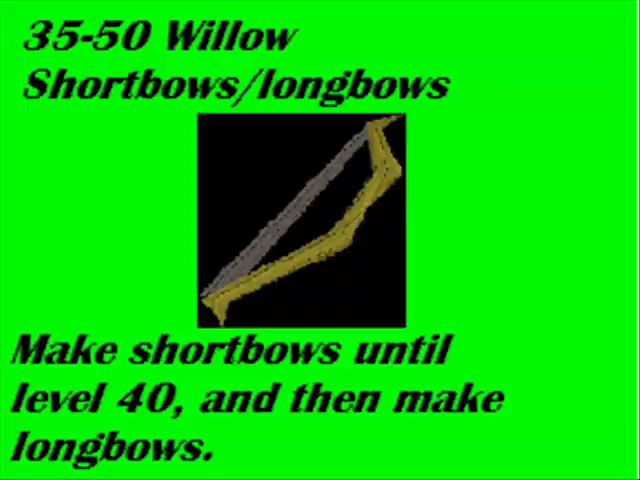 35-50 Willow
Shortbows/longbows
Make shortbows until
level 40, and then make
longbows.